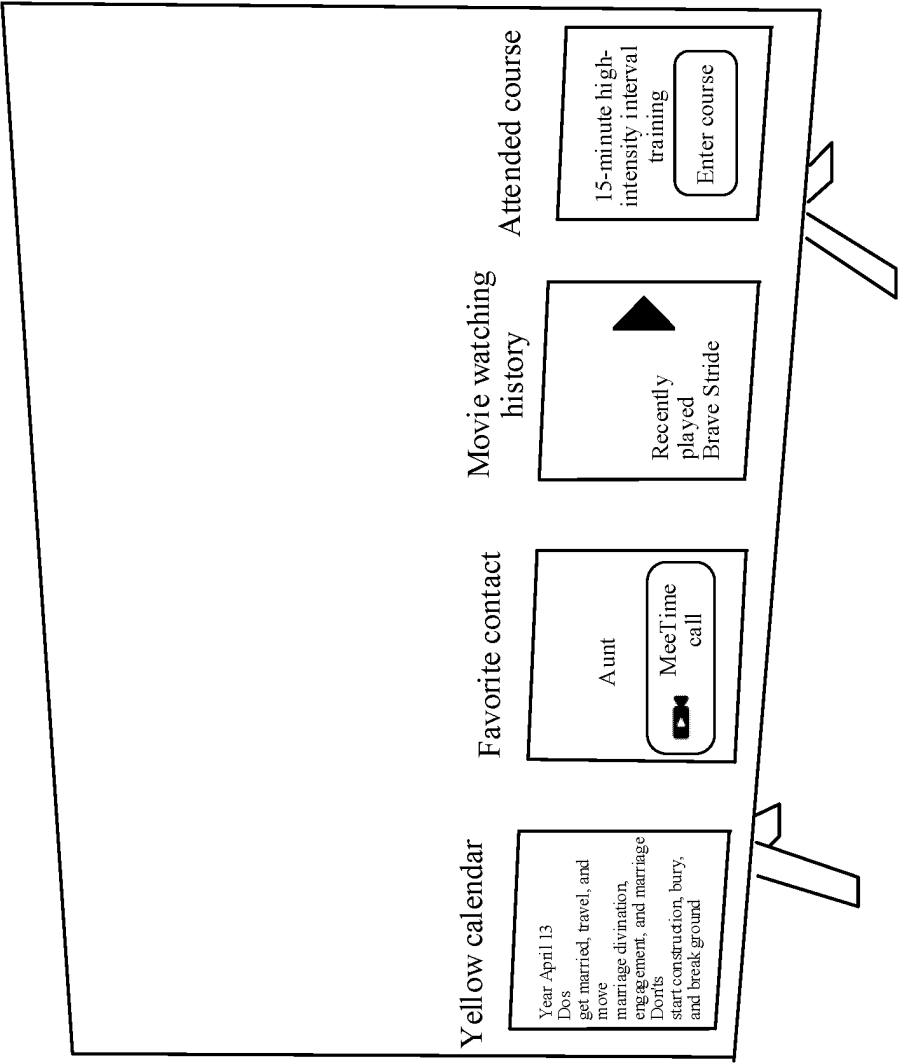 Yellow calendar
Year April 13
Dos
get married, travel, and
move
marriage divination,
engagement, and marriage
Don'ts
start construction, bury,
and break ground
Favorite contact
Aunt
MeeTime
call
Movie watching
history
Recently
played
Brave Stride
Attended course
15-minute high-
intensity interval
training
Enter course